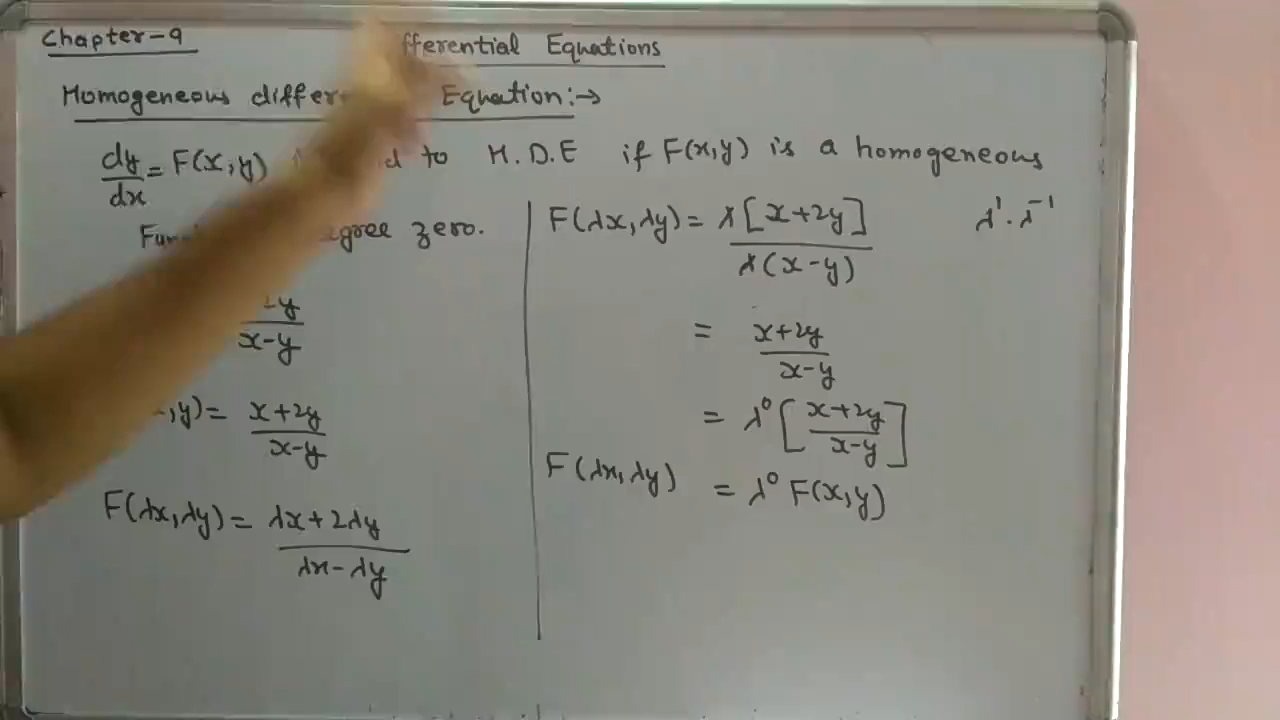 Chapter-9
fferential Equations
Homogeneous differ Equation:→
dy/dx = F(x,y) d to H.D.E if F(x,y) is a homogeneous
Fun egree zero.
-y/x-y
,y) = x+2y/x-y
F(λx,λy) = λx+2λy/λx-λy
F(λx,λy) = λ[x+2y]/λ(x-y)
λ¹.λ⁻¹
= x+2y/x-y
= λ⁰[x+2y/x-y]
F(λx,λy) = λ⁰ F(x,y)